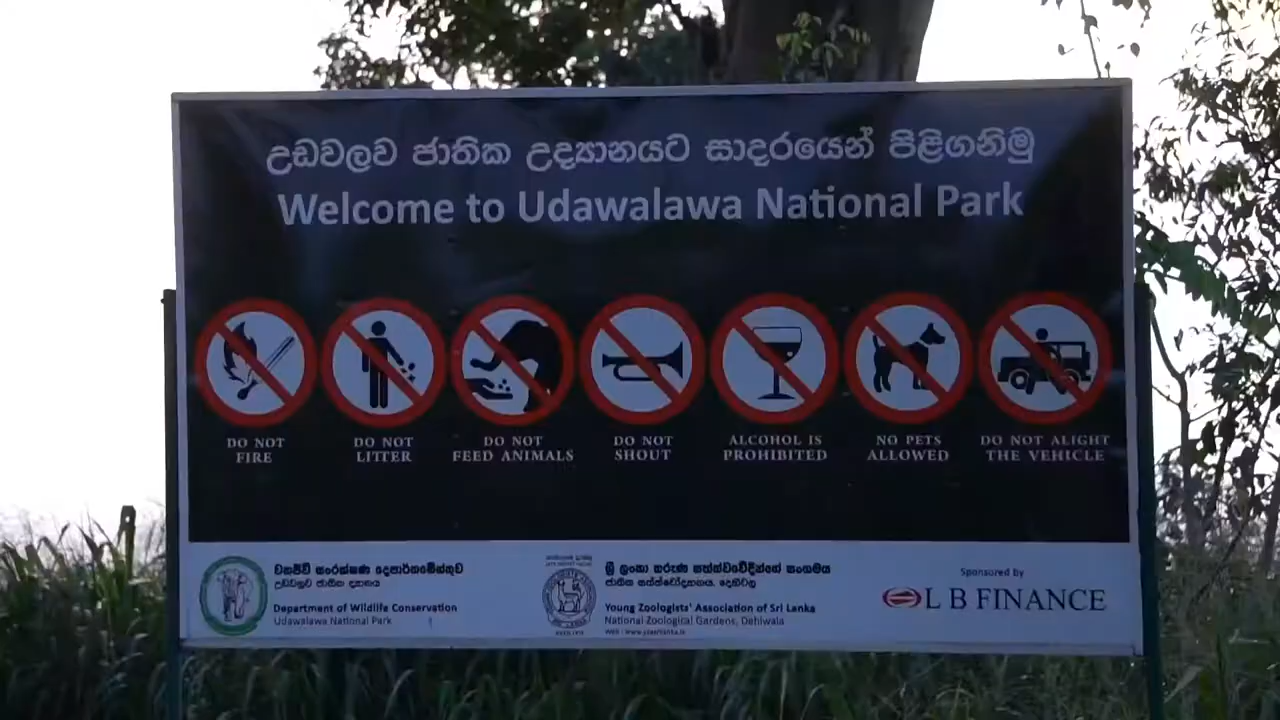 උඩවලව ජාතික උද්‍යානයට සාදරයෙන් පිළිගනිමු
Welcome to Udawalawa National Park
DO NOT FIRE
DO NOT LITTER
DO NOT FEED ANIMALS
DO NOT SHOUT
ALCOHOL IS PROHIBITED
NO PETS ALLOWED
DO NOT ALIGHT THE VEHICLE
වනජීවි සංරක්ෂණ දෙපාර්තමේන්තුව
උඩවලව ජාතික උද්‍යානය
Department of Wildlife Conservation
Udawalawa National Park
ශ්‍රී ලංකා තරුණ සත්ත්වවේදීන්ගේ සංගමය
ජාතික සත්ත්වෝද්‍යානය, දෙහිවල
Young Zoologists' Association of Sri Lanka
National Zoological Gardens, Dehiwala
Sponsored by
L B FINANCE